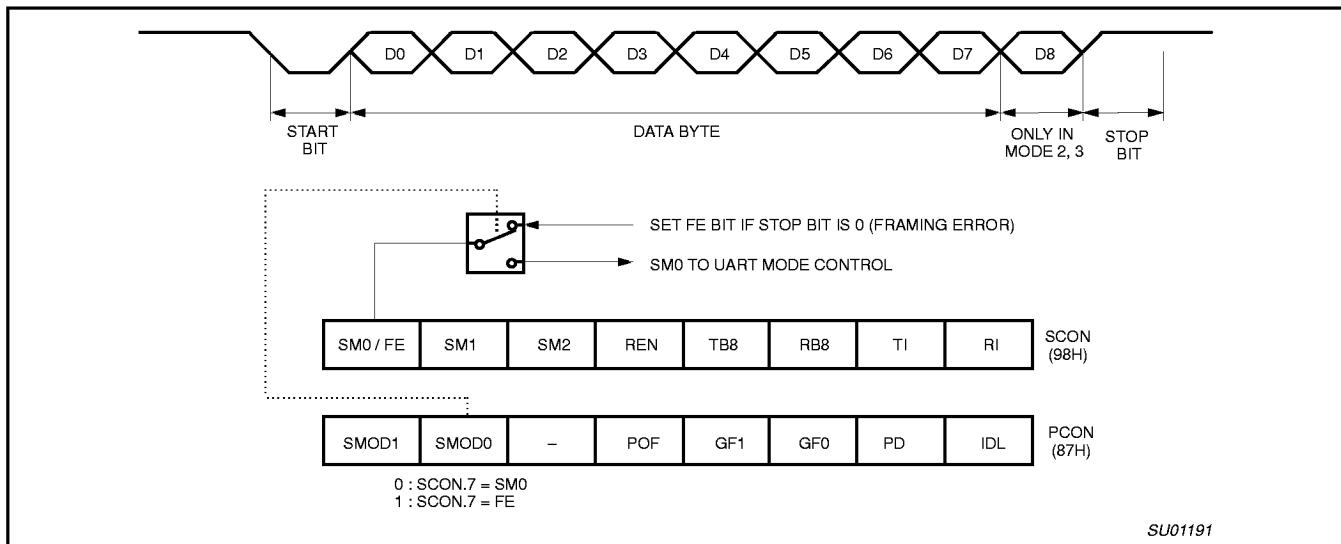 D0 D1 D2 D3 D4 D5 D6 D7 D8
START
BIT
DATA BYTE
ONLY IN
MODE 2, 3
STOP
BIT
SET FE BIT IF STOP BIT IS 0 (FRAMING ERROR)
SM0 TO UART MODE CONTROL
SM0 / FE SM1 SM2 REN TB8 RB8 TI RI
SCON
(98H)
SMOD1 SMOD0 – POF GF1 GF0 PD IDL
PCON
(87H)
0 : SCON.7 = SM0
1 : SCON.7 = FE
SU01191